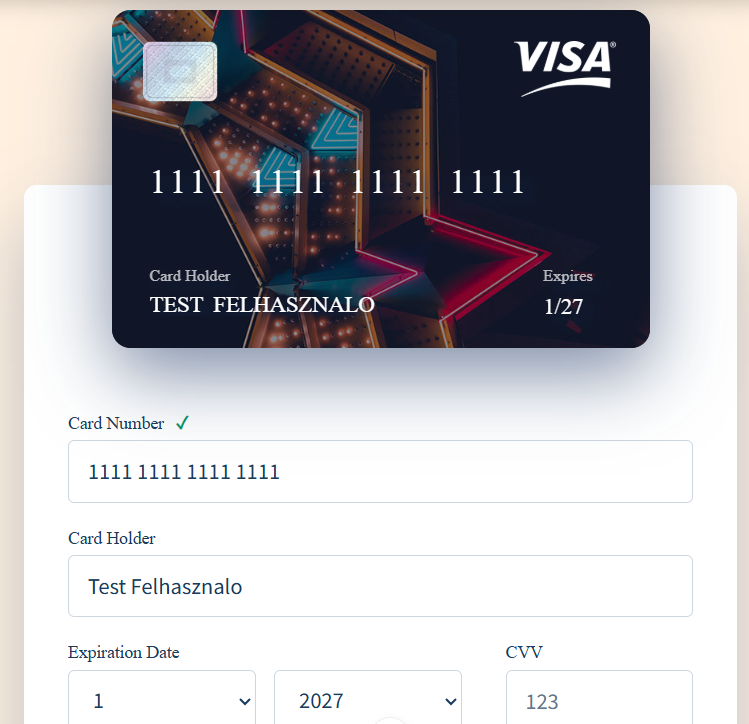 VISA®
1111 1111 1111 1111
Card Holder
Expires
TEST FELHASZNALO
1/27
Card Number ✓
1111 1111 1111 1111
Card Holder
Test Felhasznalo
Expiration Date
CVV
1
2027
123